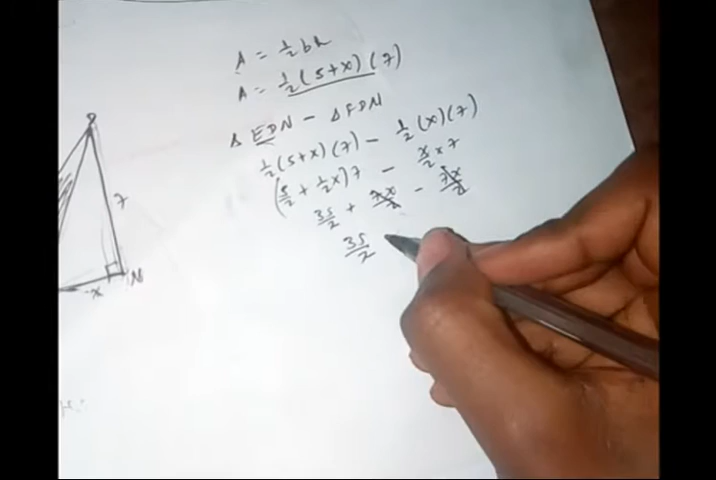 A = ½bh
A = ½(5+x)(7)
Δ EDN − Δ FDN
½(5+x)(7) − ½(x)(7)
(5/2 + ½x)7 − x/2 × 7
35/2 + 7x/2 − 7x/2
35/2
D
7
x
N